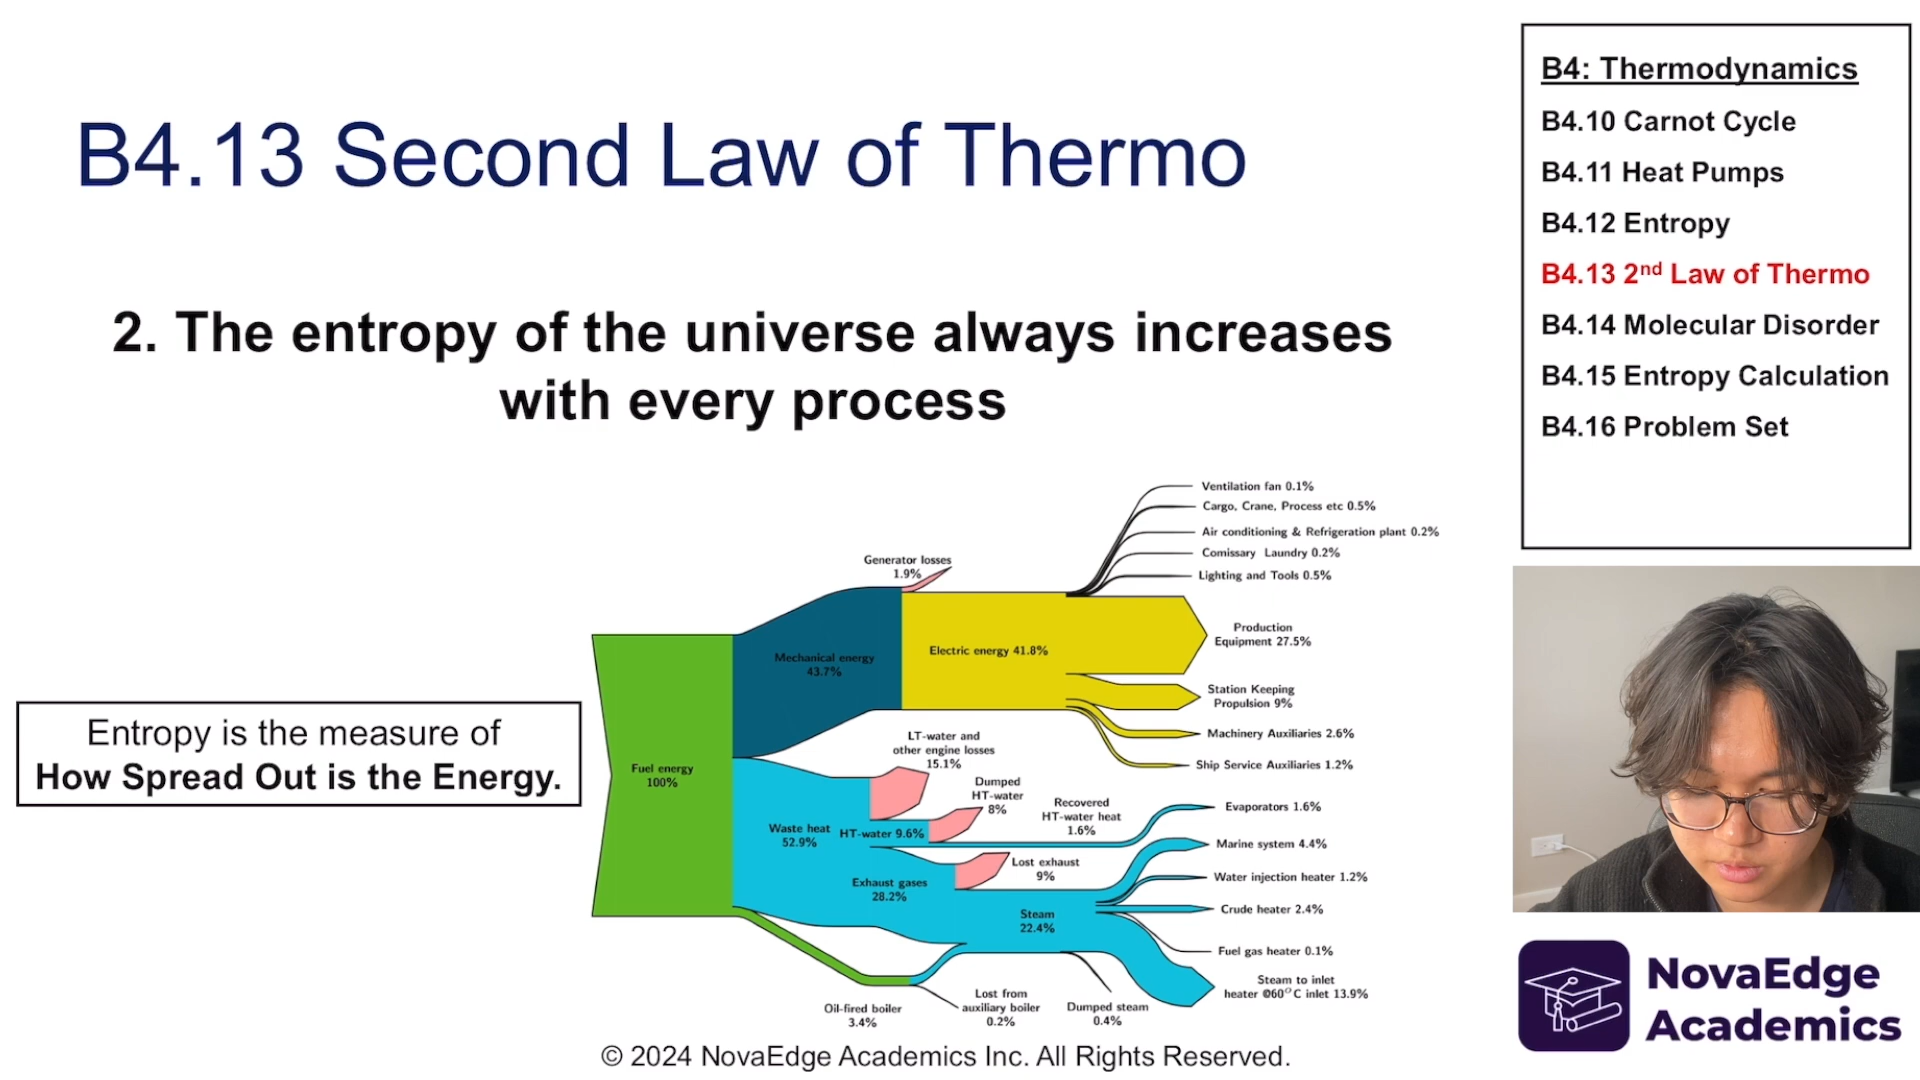 B4.13 Second Law of Thermo
2. The entropy of the universe always increases
with every process
Entropy is the measure of
How Spread Out is the Energy.
Fuel energy
100%
Mechanical energy
43.7%
Generator losses
1.9%
Electric energy 41.8%
Ventilation fan 0.1%
Cargo, Crane, Process etc 0.5%
Air conditioning & Refrigeration plant 0.2%
Comissary Laundry 0.2%
Lighting and Tools 0.5%
Production
Equipment 27.5%
Station Keeping
Propulsion 9%
Machinery Auxiliaries 2.6%
Ship Service Auxiliaries 1.2%
Waste heat
52.9%
LT-water and
other engine losses
15.1%
HT-water 9.6%
Dumped
HT-water
8%
Recovered
HT-water heat
1.6%
Evaporators 1.6%
Exhaust gases
28.2%
Lost exhaust
9%
Steam
22.4%
Marine system 4.4%
Water injection heater 1.2%
Crude heater 2.4%
Fuel gas heater 0.1%
Steam to inlet
heater @60°C inlet 13.9%
Oil-fired boiler
3.4%
Lost from
auxiliary boiler
0.2%
Dumped steam
0.4%
© 2024 NovaEdge Academics Inc. All Rights Reserved.
B4: Thermodynamics
B4.10 Carnot Cycle
B4.11 Heat Pumps
B4.12 Entropy
B4.13 2nd Law of Thermo
B4.14 Molecular Disorder
B4.15 Entropy Calculation
B4.16 Problem Set
NovaEdge
Academics